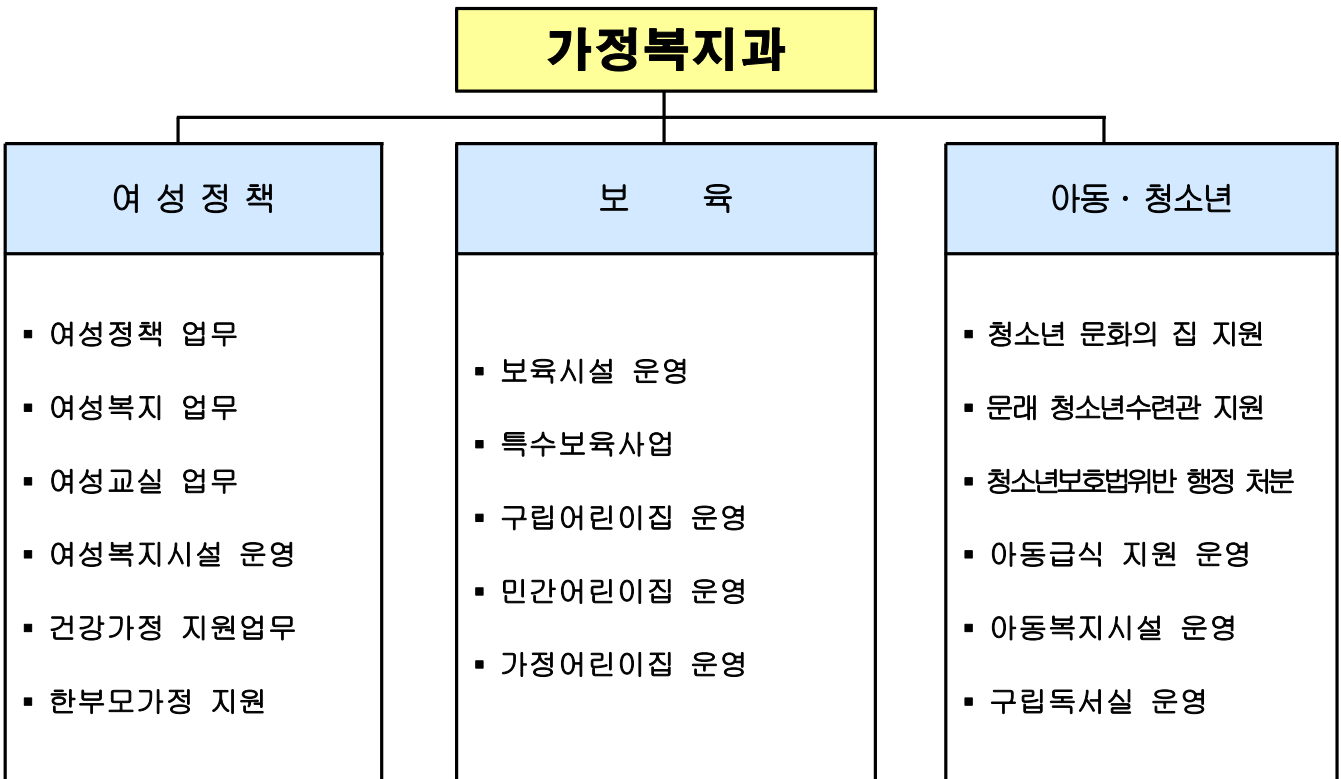 가정복지과
여 성 정 책
▪ 여성정책 업무
▪ 여성복지 업무
▪ 여성교실 업무
▪ 여성복지시설 운영
▪ 건강가정 지원업무
▪ 한부모가정 지원
보 육
▪ 보육시설 운영
▪ 특수보육사업
▪ 구립어린이집 운영
▪ 민간어린이집 운영
▪ 가정어린이집 운영
아동 · 청소년
▪ 청소년 문화의 집 지원
▪ 문래 청소년수련관 지원
▪ 청소년보호법위반 행정 처분
▪ 아동급식 지원 운영
▪ 아동복지시설 운영
▪ 구립독서실 운영